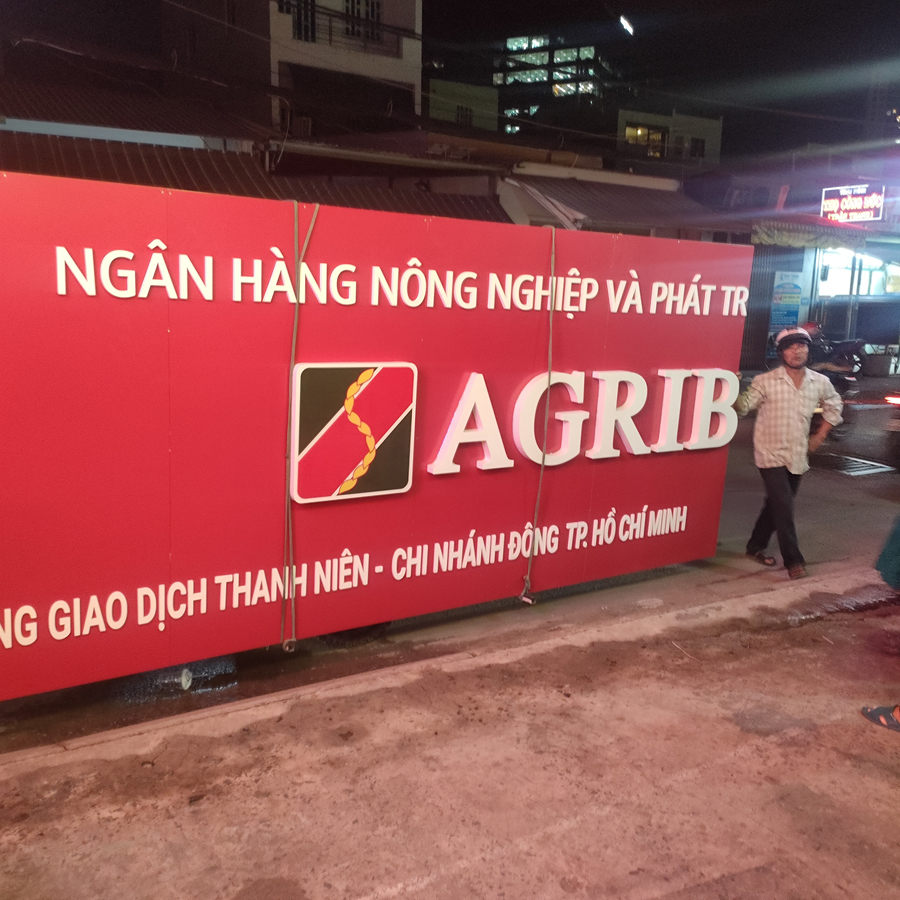 NGÂN HÀNG NÔNG NGHIỆP VÀ PHÁT TR
AGRIB
NG GIAO DỊCH THANH NIÊN - CHI NHÁNH ĐÔNG TP. HỒ CHÍ MINH